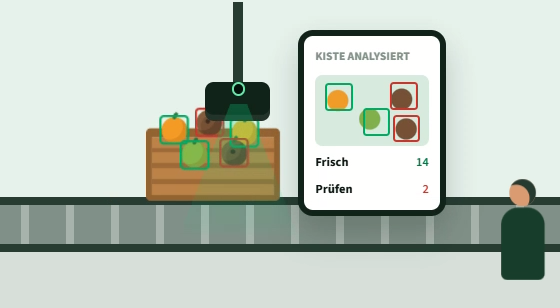 KISTE ANALYSIERT
Frisch 14
Prüfen 2